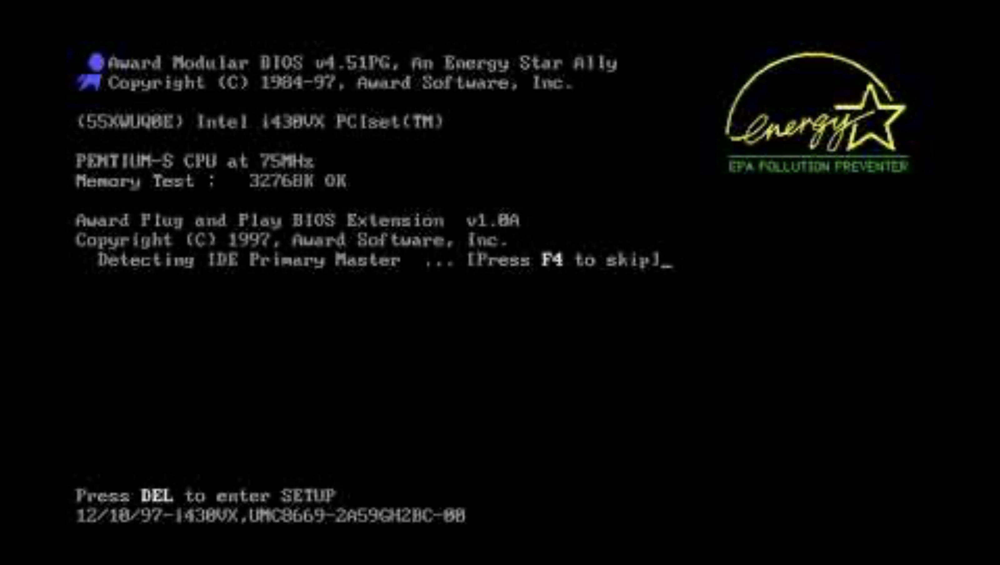 Award Modular BIOS v4.51PG, An Energy Star Ally
Copyright (C) 1984-97, Award Software, Inc.
energy
EPA POLLUTION PREVENTER
(55XWUQ0E) Intel i430VX PCIset(TM)
PENTIUM-S CPU at 75MHz
Memory Test :   32768K OK
Award Plug and Play BIOS Extension  v1.0A
Copyright (C) 1997, Award Software, Inc.
Detecting IDE Primary Master  ... [Press F4 to skip]_
Press DEL to enter SETUP
12/10/97-i430VX,UMC8669-2A59GH2BC-00